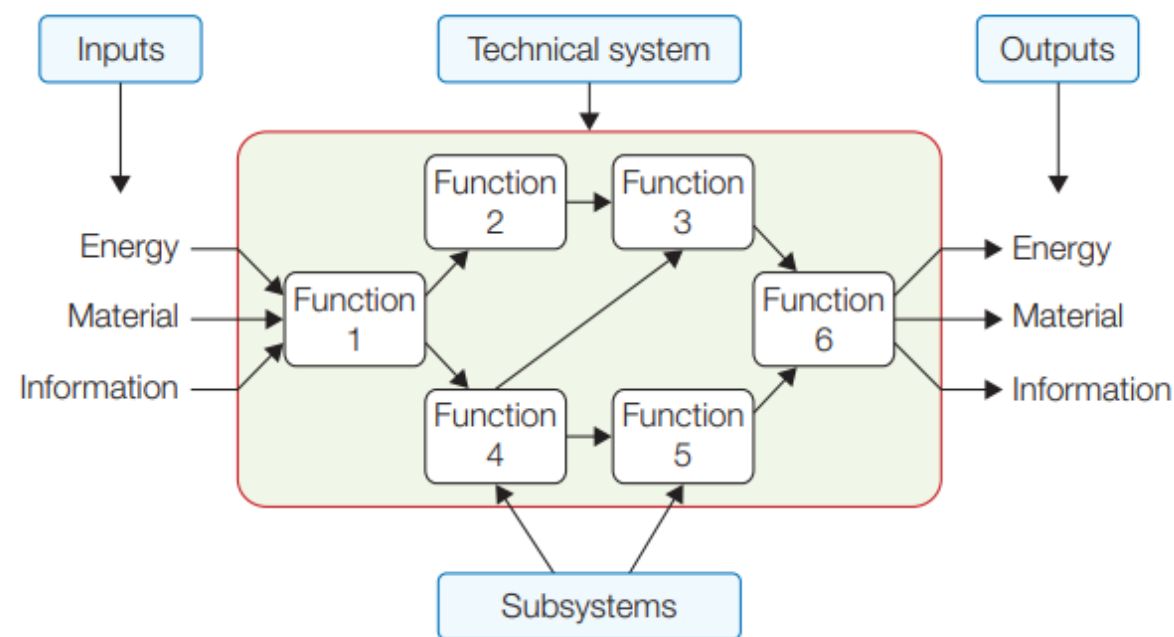 Inputs
Technical system
Outputs
Function
2
Function
3
Energy
Material
Information
Function
1
Function
6
Energy
Material
Information
Function
4
Function
5
Subsystems